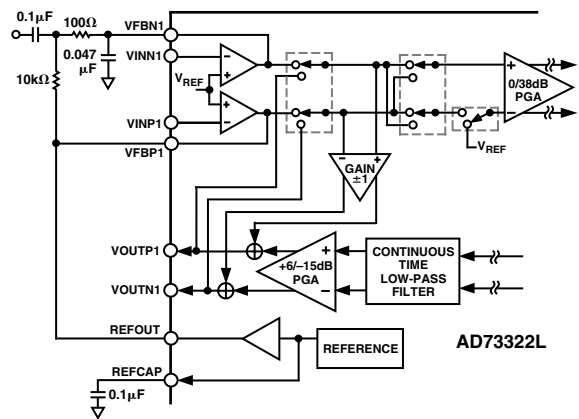 0.1µF
100Ω
VFBN1
0.047
µF
VINN1
10kΩ
VREF
VINP1
VFBP1
+
+
−
−
0/38dB
PGA
VREF
−
+
GAIN
±1
VOUTP1
VOUTN1
+6/−15dB
PGA
+
−
CONTINUOUS
TIME
LOW-PASS
FILTER
REFOUT
REFERENCE
AD73322L
REFCAP
0.1µF